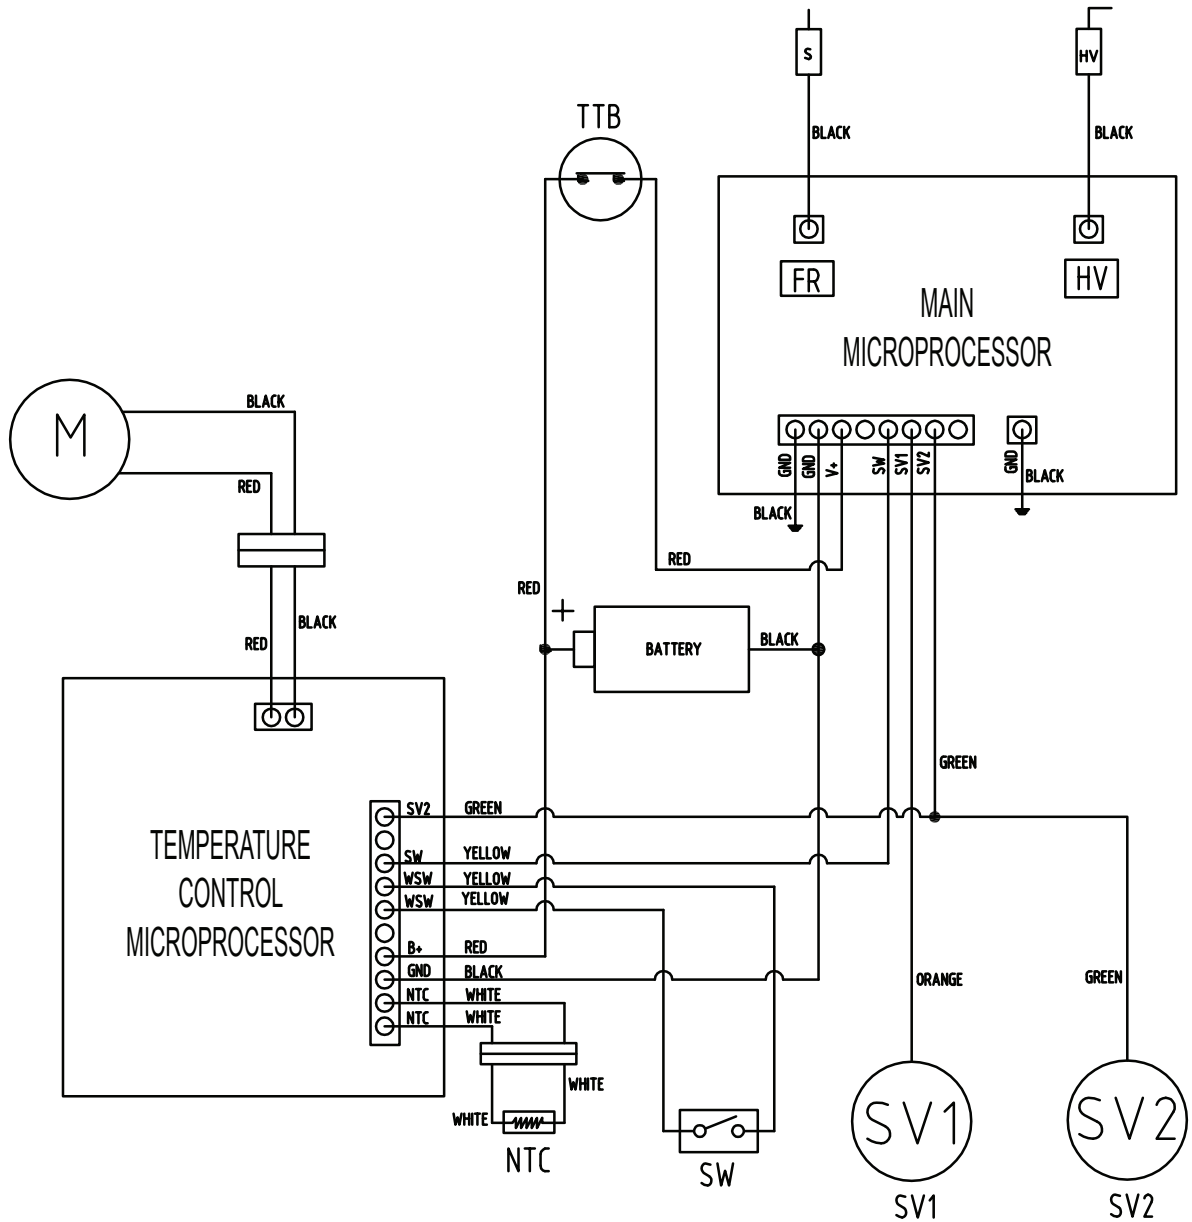 S
HV
BLACK
BLACK
TTB
FR
HV
MAIN
MICROPROCESSOR
M
BLACK
RED
GND
GND
V+
SW
SV1
SV2
GND
BLACK
BLACK
RED
RED
+
BATTERY
BLACK
RED
BLACK
GREEN
SV2
GREEN
TEMPERATURE
CONTROL
MICROPROCESSOR
SW
YELLOW
WSW
YELLOW
WSW
YELLOW
B+
RED
GND
BLACK
NTC
WHITE
NTC
WHITE
ORANGE
GREEN
WHITE
WHITE
NTC
SW
SV1
SV2
SV1
SV2